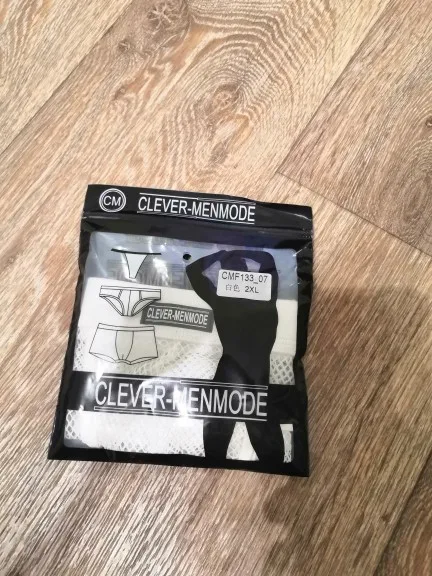 CM CLEVER-MENMODE
CMF133_07
白色 2XL
CLEVER-MENMODE
CLEVER-MENMODE